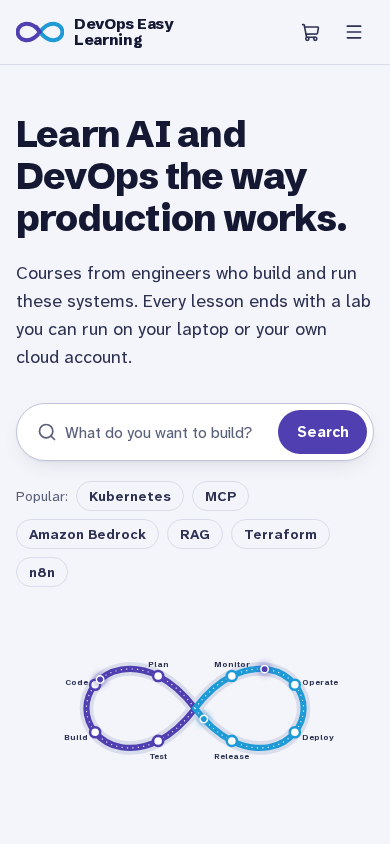 DevOps Easy
Learning
Learn AI and
DevOps the way
production works.
Courses from engineers who build and run
these systems. Every lesson ends with a lab
you can run on your laptop or your own
cloud account.
What do you want to build?
Search
Popular:
Kubernetes
MCP
Amazon Bedrock
RAG
Terraform
n8n
Plan
Monitor
Code
Operate
Build
Deploy
Test
Release